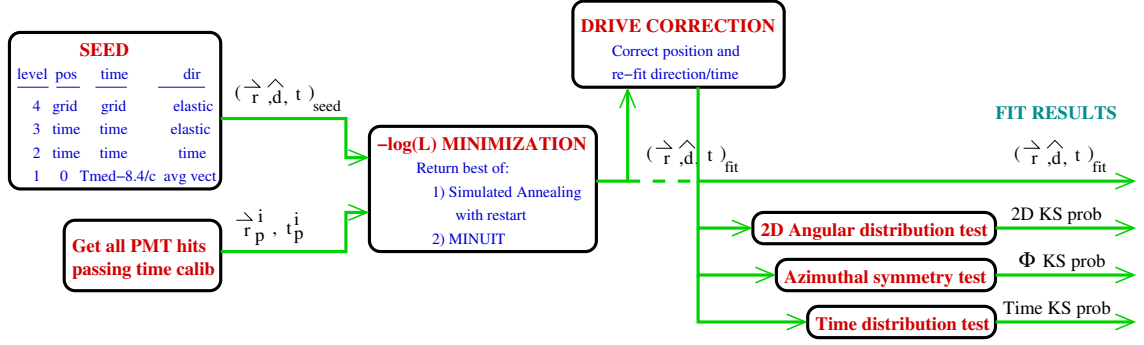 SEED
level pos time dir
4 grid grid elastic
3 time time elastic
2 time time time
1 0 Tmed−8.4/c avg vect
( r⃗ , d̂, t ) seed
Get all PMT hits
passing time calib
r⃗ᵢₚ , tᵢₚ
−log(L) MINIMIZATION
Return best of:
1) Simulated Annealing
with restart
2) MINUIT
DRIVE CORRECTION
Correct position and
re-fit direction/time
( r⃗ , d̂, t ) fit
FIT RESULTS
( r⃗ , d̂, t ) fit
2D Angular distribution test
2D KS prob
Azimuthal symmetry test
Φ KS prob
Time distribution test
Time KS prob